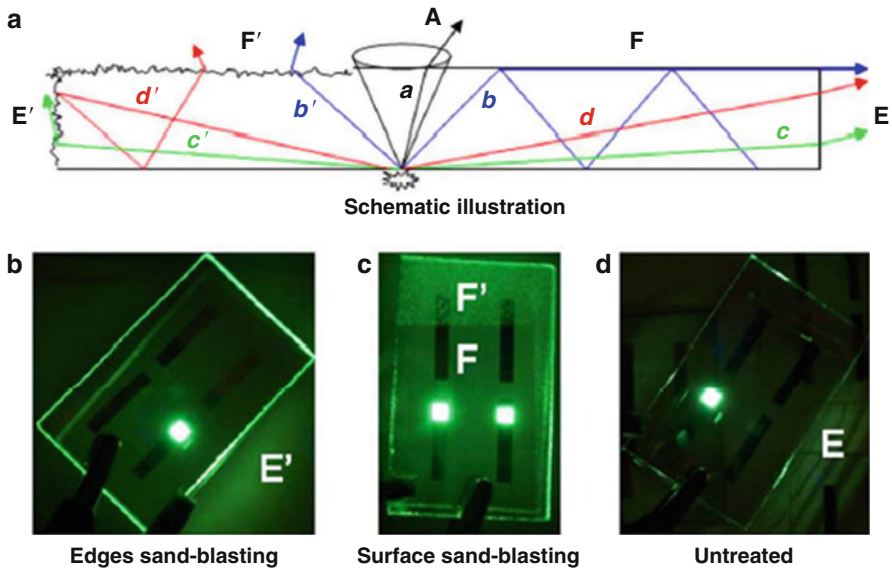 a
A
F′
F
E′
d′
b′
a
b
d
c
c′
E
Schematic illustration
b
c
d
F'
F
E'
E
Edges sand-blasting
Surface sand-blasting
Untreated